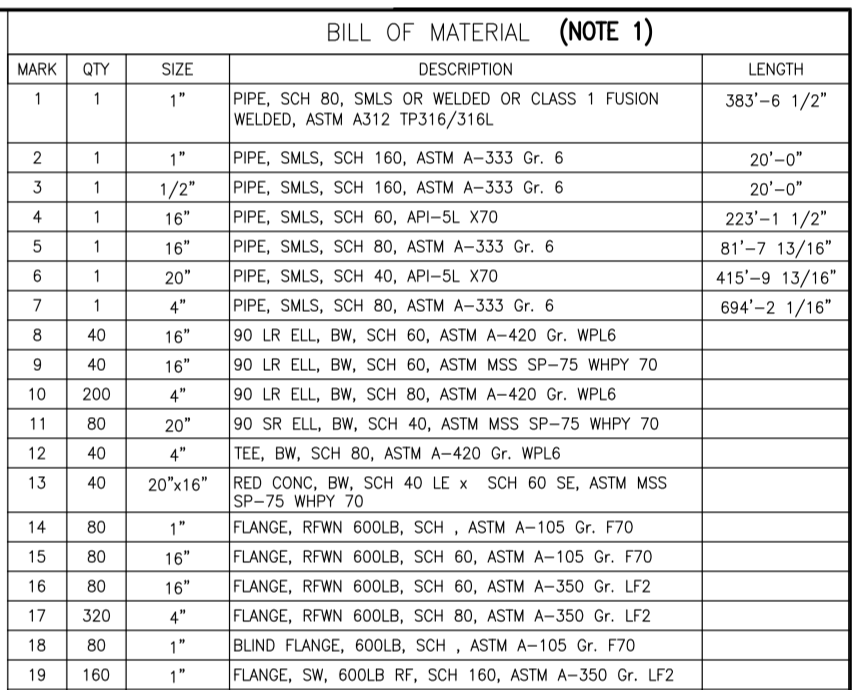 BILL OF MATERIAL (NOTE 1)
MARK QTY SIZE DESCRIPTION LENGTH
1 1 1" PIPE, SCH 80, SMLS OR WELDED OR CLASS 1 FUSION 383'-6 1/2"
WELDED, ASTM A312 TP316/316L
2 1 1" PIPE, SMLS, SCH 160, ASTM A-333 Gr. 6 20'-0"
3 1 1/2" PIPE, SMLS, SCH 160, ASTM A-333 Gr. 6 20'-0"
4 1 16" PIPE, SMLS, SCH 60, API-5L X70 223'-1 1/2"
5 1 16" PIPE, SMLS, SCH 80, ASTM A-333 Gr. 6 81'-7 13/16"
6 1 20" PIPE, SMLS, SCH 40, API-5L X70 415'-9 13/16"
7 1 4" PIPE, SMLS, SCH 80, ASTM A-333 Gr. 6 694'-2 1/16"
8 40 16" 90 LR ELL, BW, SCH 60, ASTM A-420 Gr. WPL6
9 40 16" 90 LR ELL, BW, SCH 60, ASTM MSS SP-75 WHPY 70
10 200 4" 90 LR ELL, BW, SCH 80, ASTM A-420 Gr. WPL6
11 80 20" 90 SR ELL, BW, SCH 40, ASTM MSS SP-75 WHPY 70
12 40 4" TEE, BW, SCH 80, ASTM A-420 Gr. WPL6
13 40 20"x16" RED CONC, BW, SCH 40 LE x SCH 60 SE, ASTM MSS
SP-75 WHPY 70
14 80 1" FLANGE, RFWN 600LB, SCH , ASTM A-105 Gr. F70
15 80 16" FLANGE, RFWN 600LB, SCH 60, ASTM A-105 Gr. F70
16 80 16" FLANGE, RFWN 600LB, SCH 60, ASTM A-350 Gr. LF2
17 320 4" FLANGE, RFWN 600LB, SCH 80, ASTM A-350 Gr. LF2
18 80 1" BLIND FLANGE, 600LB, SCH , ASTM A-105 Gr. F70
19 160 1" FLANGE, SW, 600LB RF, SCH 160, ASTM A-350 Gr. LF2